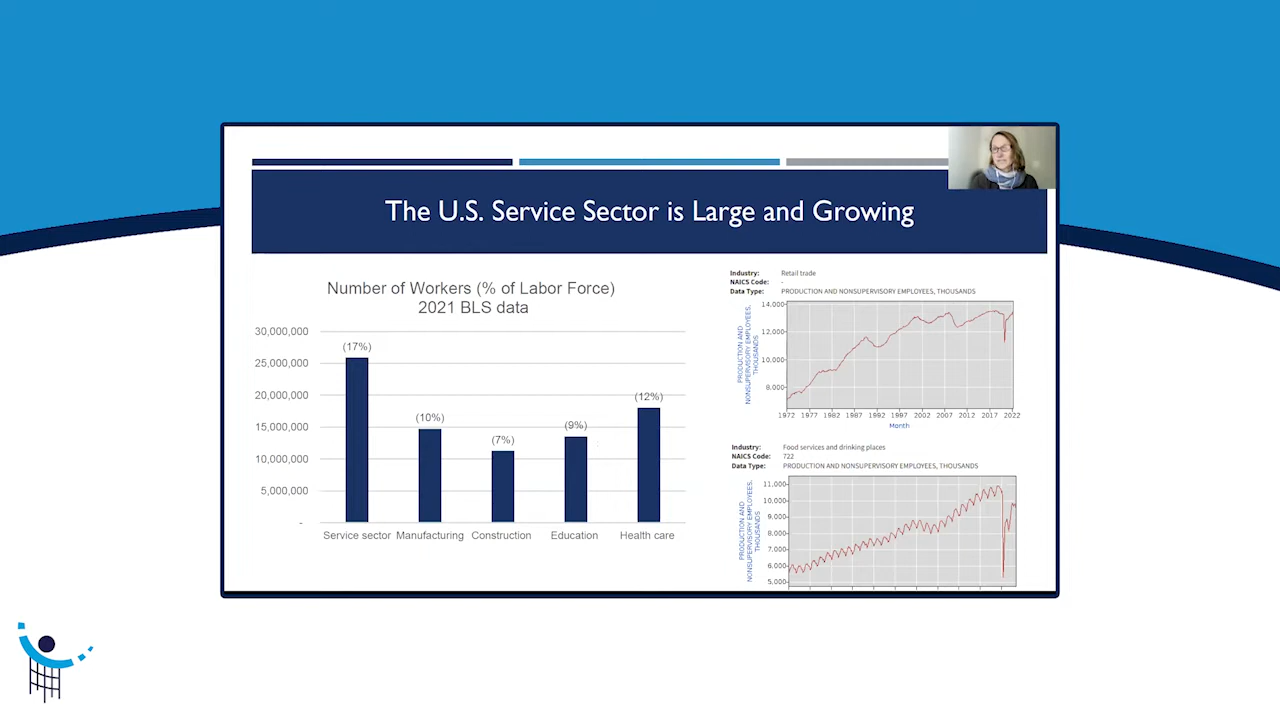 The U.S. Service Sector is Large and Growing
Number of Workers (% of Labor Force)
2021 BLS data
30,000,000
25,000,000
20,000,000
15,000,000
10,000,000
5,000,000
-
(17%)
(10%)
(7%)
(9%)
(12%)
Service sector
Manufacturing
Construction
Education
Health care
Industry: Retail trade
NAICS Code: -
Data Type: PRODUCTION AND NONSUPERVISORY EMPLOYEES, THOUSANDS
PRODUCTION AND
NONSUPERVISORY EMPLOYEES,
THOUSANDS
14,000
12,000
10,000
8,000
1972 1977 1982 1987 1992 1997 2002 2007 2012 2017 2022
Month
Industry: Food services and drinking places
NAICS Code: 722
Data Type: PRODUCTION AND NONSUPERVISORY EMPLOYEES, THOUSANDS
PRODUCTION AND
NONSUPERVISORY EMPLOYEES,
THOUSANDS
11,000
10,000
9,000
8,000
7,000
6,000
5,000